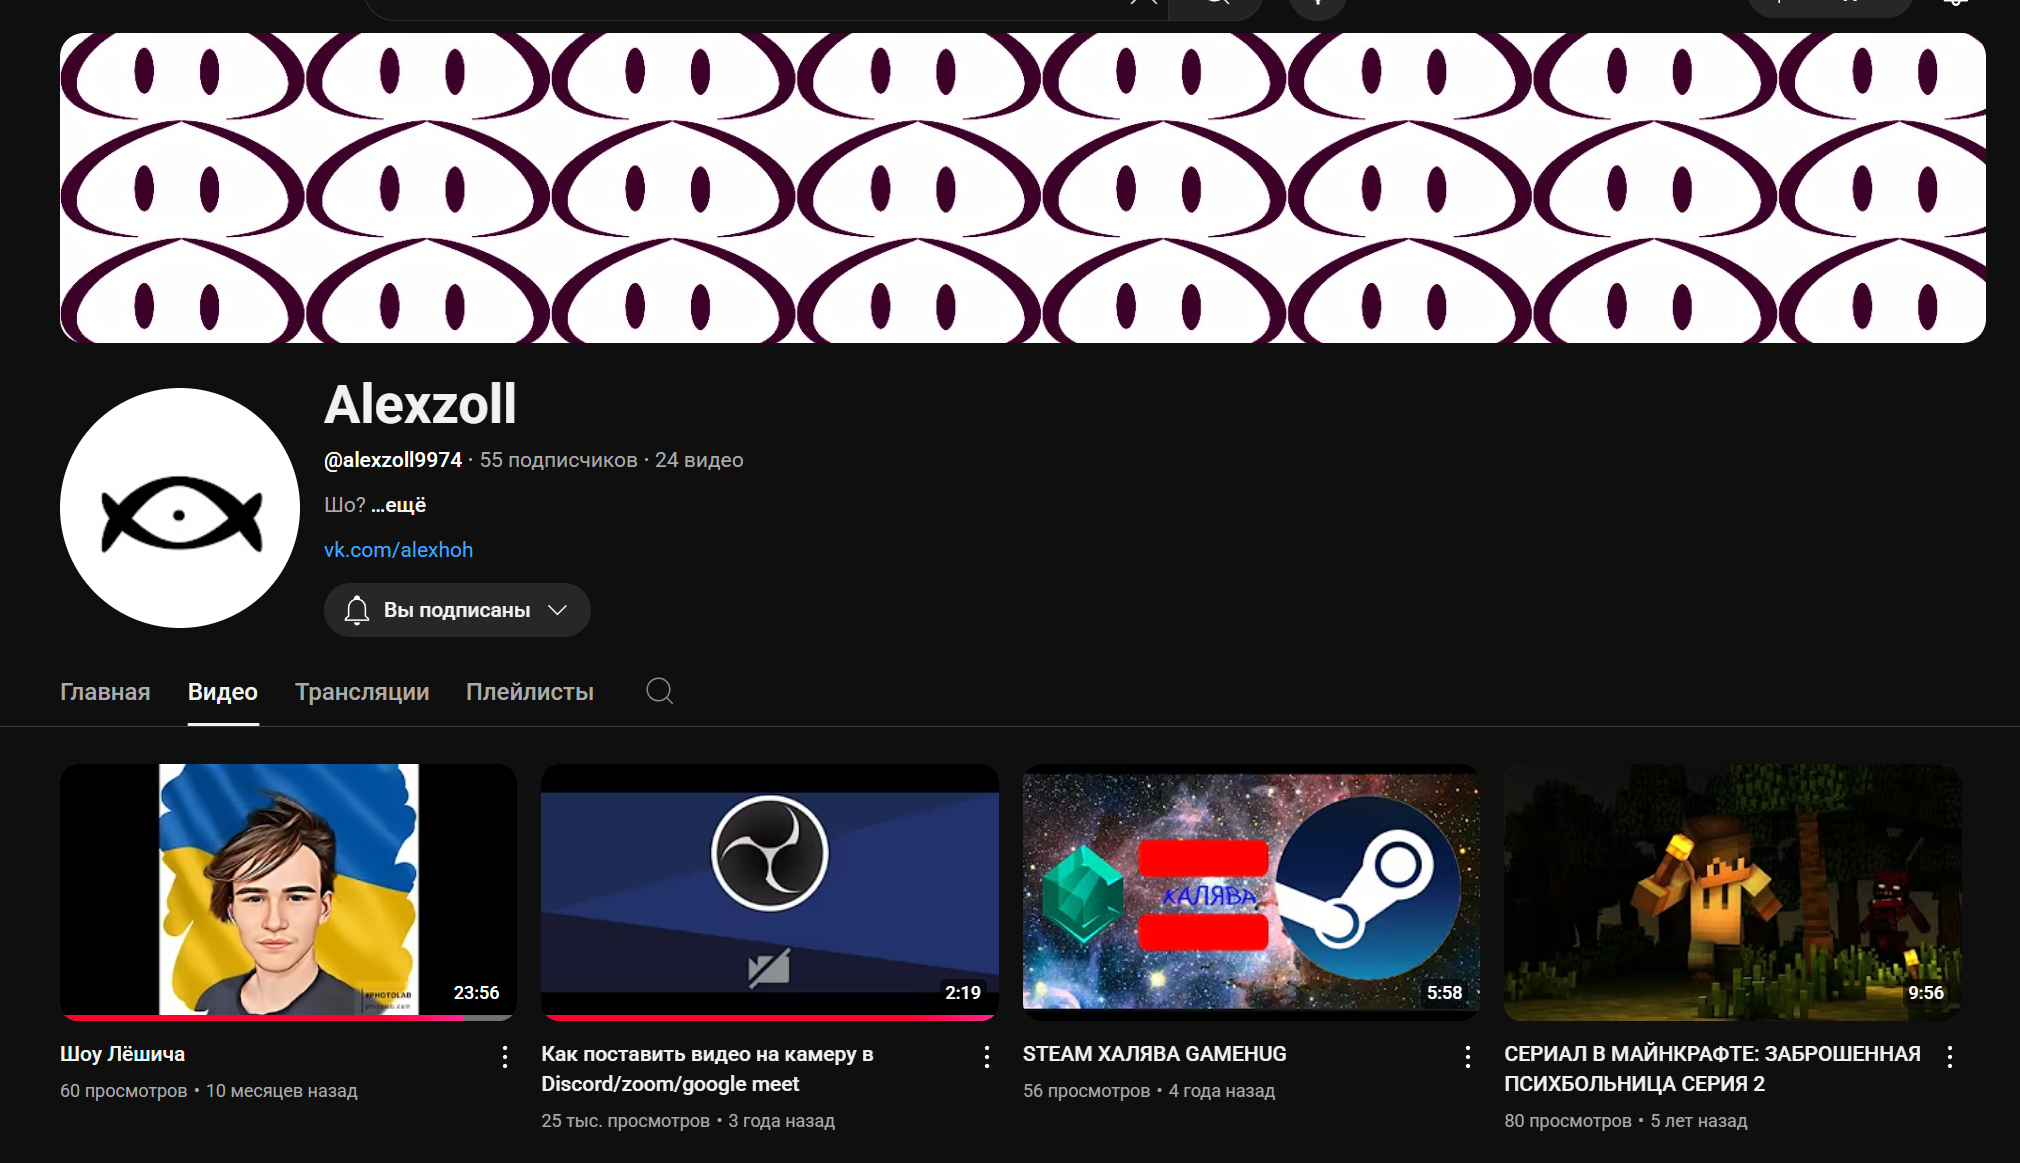 Alexzoll
@alexzoll9974 · 55 подписчиков · 24 видео
Шо? ...ещё
vk.com/alexhoh
Вы подписаны
Главная Видео Трансляции Плейлисты
#PHOTOLAB
23:56
2:19
ХАЛЯВА
5:58
9:56
Шоу Лёшича
60 просмотров • 10 месяцев назад
Как поставить видео на камеру в
Discord/zoom/google meet
25 тыс. просмотров • 3 года назад
STEAM ХАЛЯВА GAMEHUG
56 просмотров • 4 года назад
СЕРИАЛ В МАЙНКРАФТЕ: ЗАБРОШЕННАЯ
ПСИХБОЛЬНИЦА СЕРИЯ 2
80 просмотров • 5 лет назад